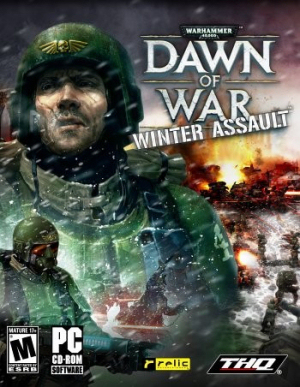 WARHAMMER
40,000
DAWN
OF
WAR
WINTER ASSAULT
MATURE 17+
M
ESRB
PC
CD-ROM
SOFTWARE
relic
THQ